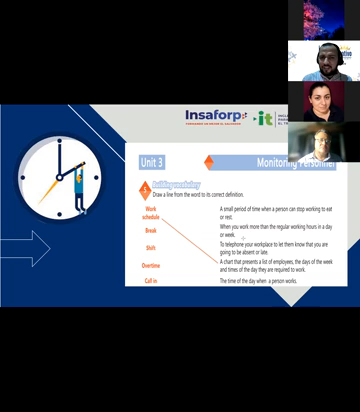 Insaforp
it
Unit 3
Monitoring Personnel
Building vocabulary
Draw a line from the word to its correct definition.
Work
schedule
A small period of time when a person can stop working to eat
or rest.
Break
When you work more than the regular working hours in a day
or week.
Shift
To telephone your workplace to let them know that you are
going to be absent or late.
Overtime
A chart that presents a list of employees, the days of the week
and times of the day they are required to work.
Call in
The time of the day when a person works.